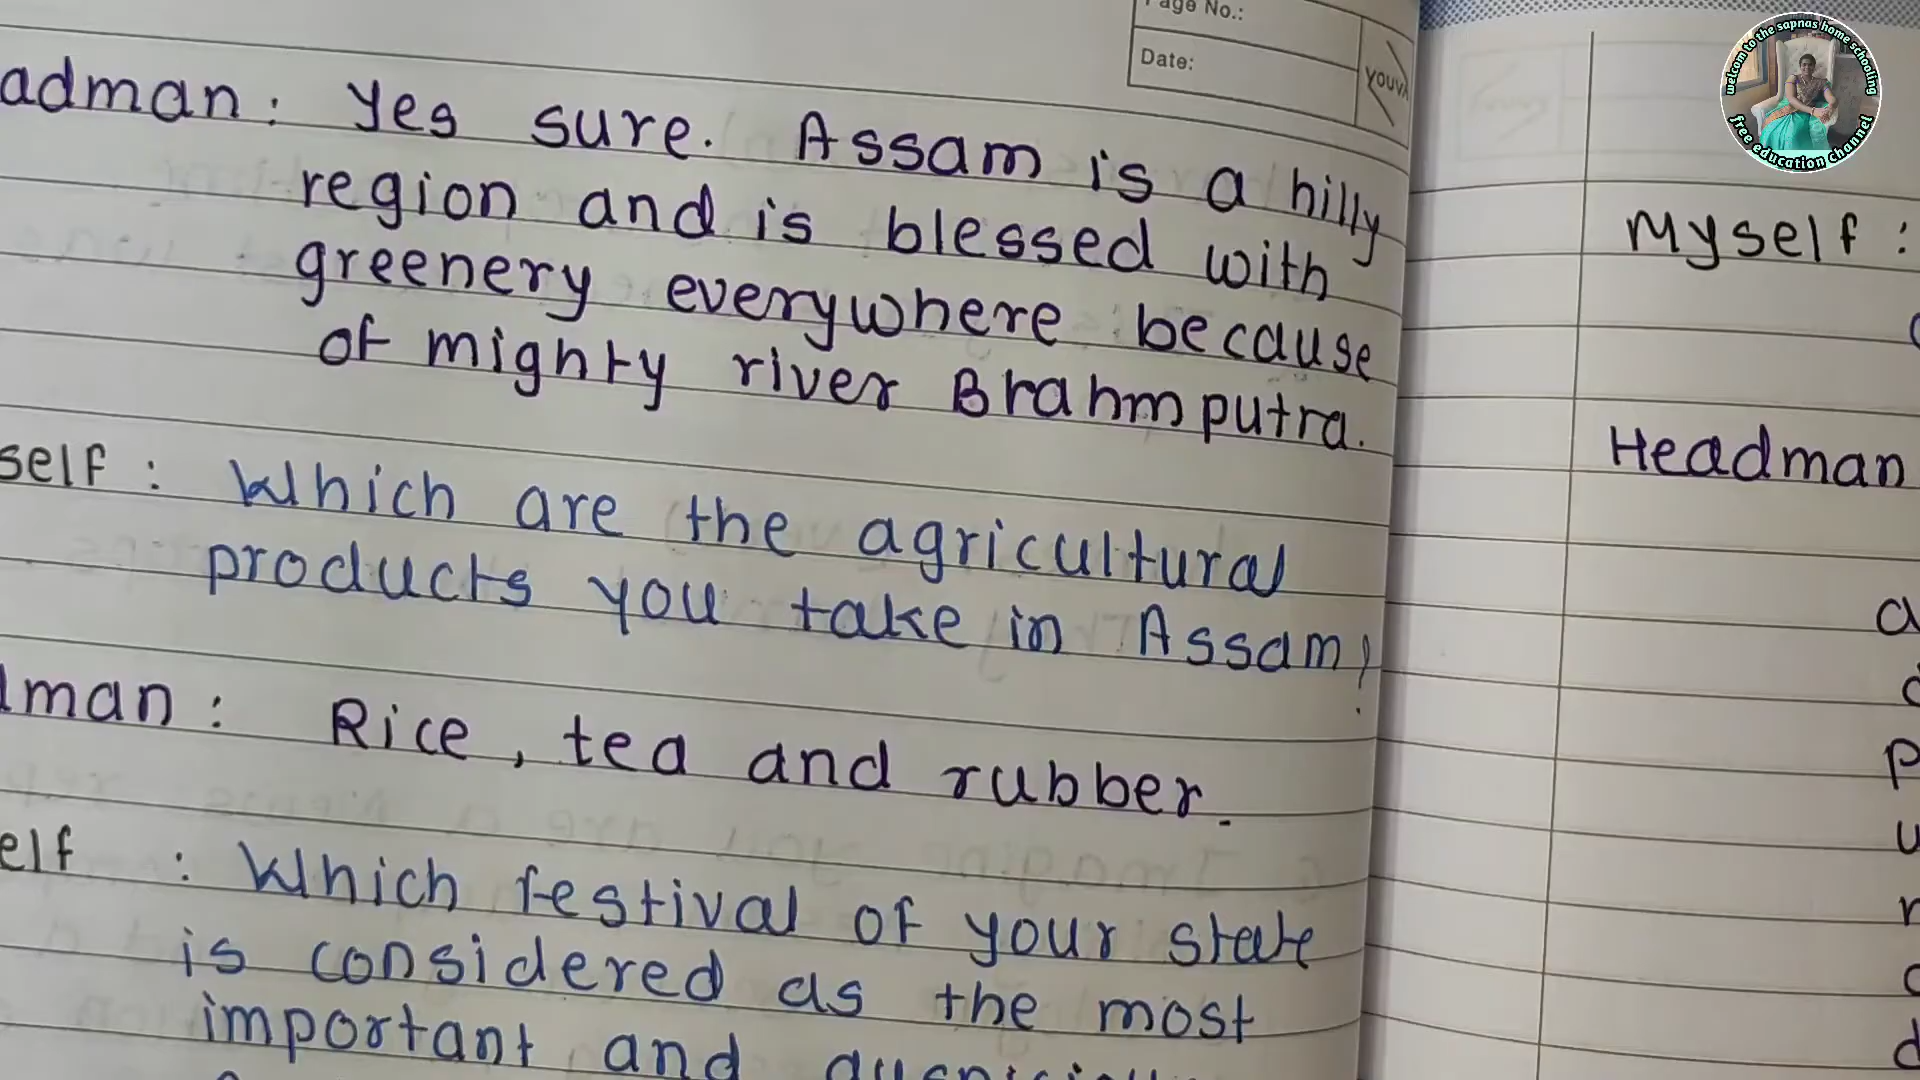 Page No.:
Date:
YOUVA
adman : Yes sure. Assam is a hilly
region and is blessed with
greenery everywhere because
of mighty river Brahmputra.
self : Which are the agricultural
products you take in Assam?
dman : Rice, tea and rubber.
elf : Which festival of your state
is considered as the most
important and
Myself :
Headman
welcom to the sapnas home schooling
free education channel